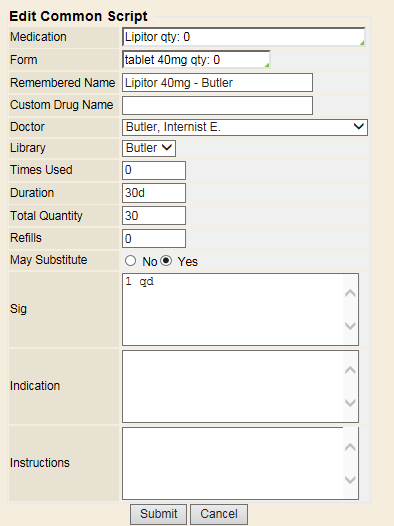 Edit Common Script
Medication Lipitor qty: 0
Form tablet 40mg qty: 0
Remembered Name Lipitor 40mg - Butler
Custom Drug Name
Doctor Butler, Internist E.
Library Butler
Times Used 0
Duration 30d
Total Quantity 30
Refills 0
May Substitute No Yes
Sig 1 qd
Indication
Instructions
Submit Cancel